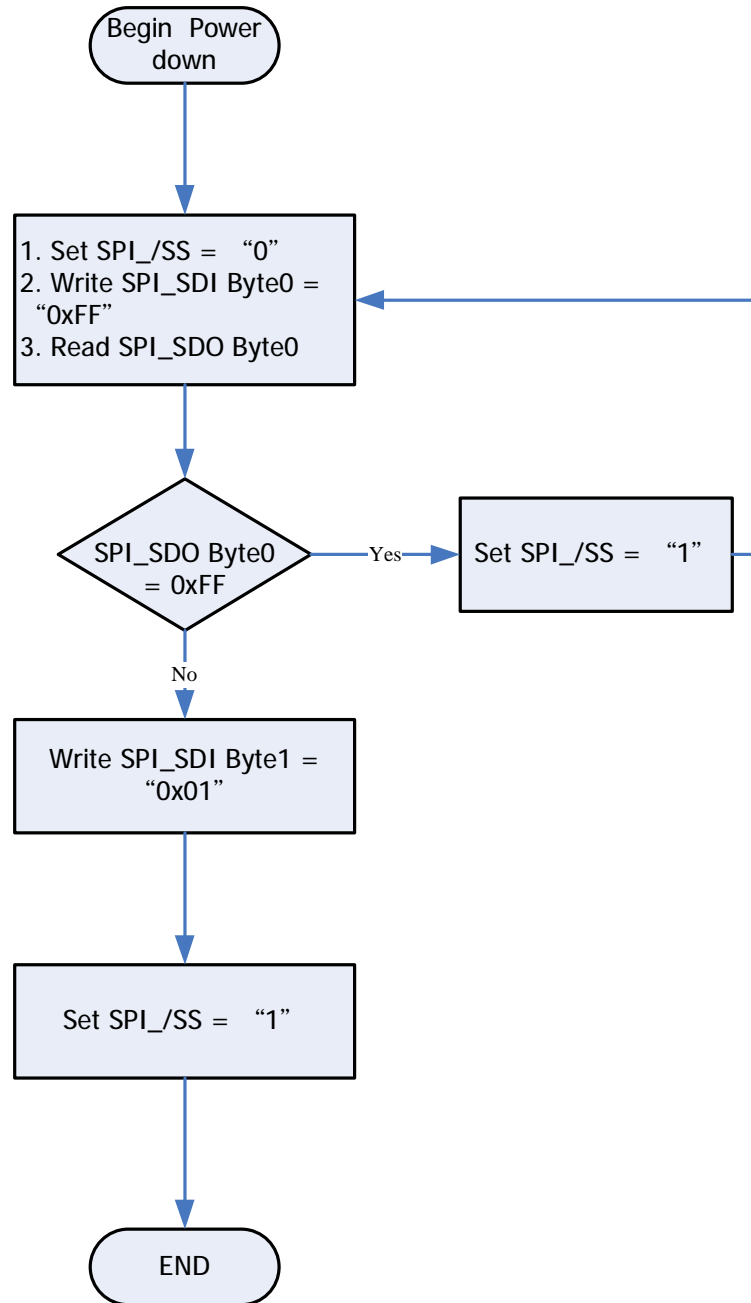 Begin Power
down
1. Set SPI_/SS = “0”
2. Write SPI_SDI Byte0 =
“0xFF”
3. Read SPI_SDO Byte0
SPI_SDO Byte0
= 0xFF
Yes
Set SPI_/SS = “1”
No
Write SPI_SDI Byte1 =
“0x01”
Set SPI_/SS = “1”
END